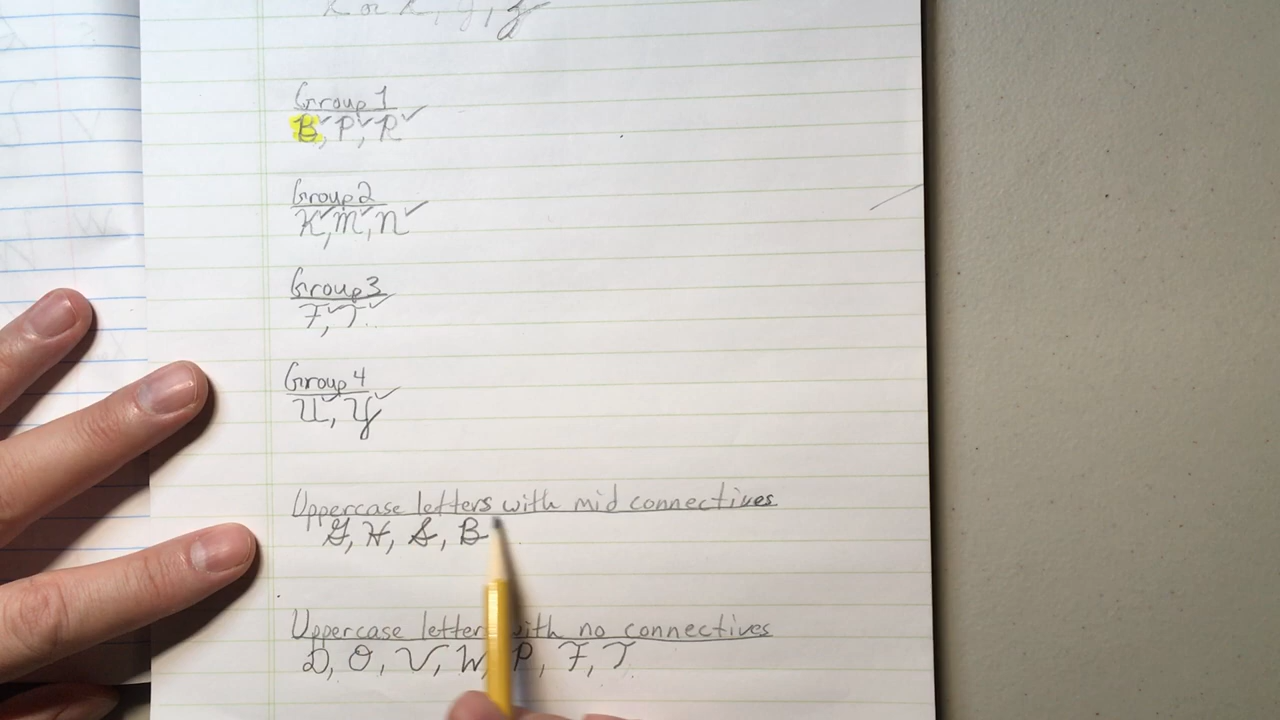 Group 1
B, P, R
Group 2
K, M, N
Group 3
F, T
Group 4
U, Y
Uppercase letters with mid connectives
G, H, S, B
Uppercase letters with no connectives
D, O, V, W, P, F, T